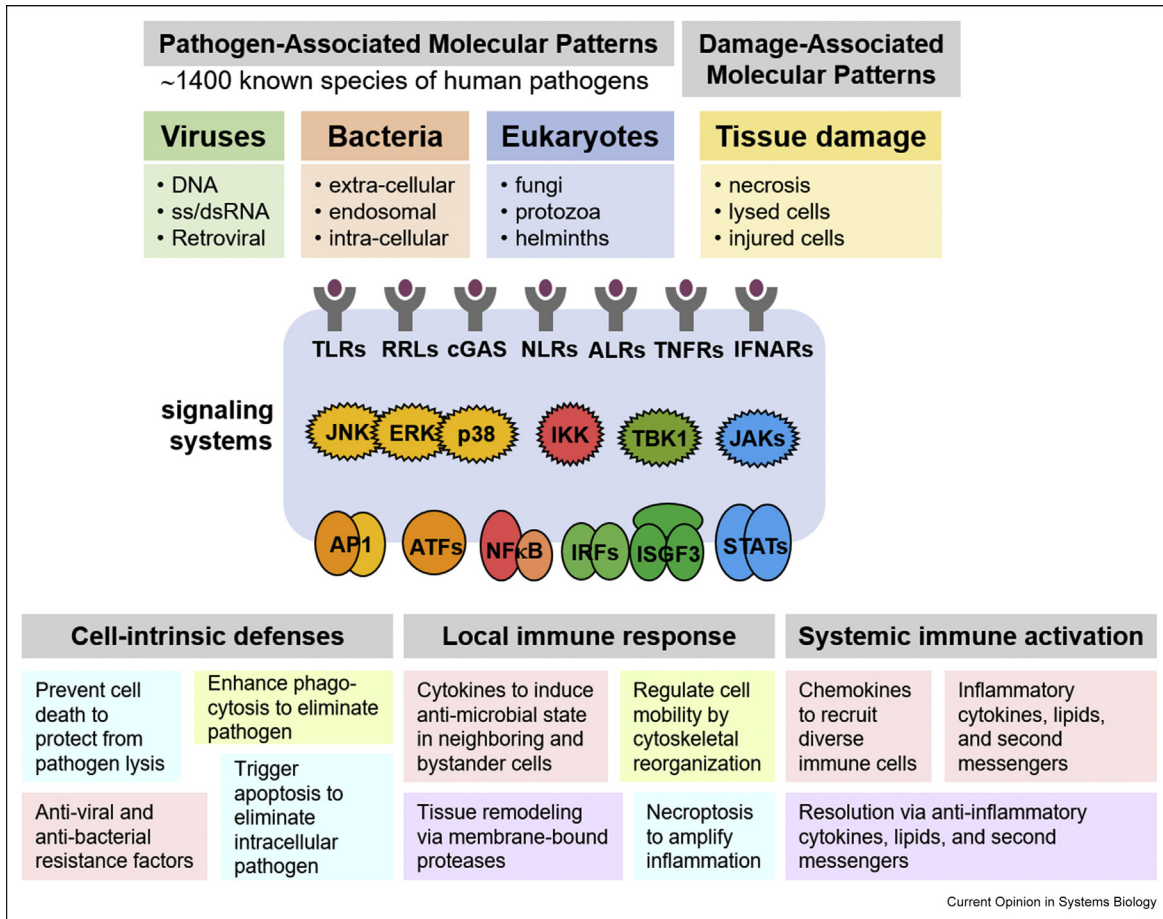 Pathogen-Associated Molecular Patterns
~1400 known species of human pathogens
Damage-Associated
Molecular Patterns
Viruses
• DNA
• ss/dsRNA
• Retroviral
Bacteria
• extra-cellular
• endosomal
• intra-cellular
Eukaryotes
• fungi
• protozoa
• helminths
Tissue damage
• necrosis
• lysed cells
• injured cells
TLRs RRLs cGAS NLRs ALRs TNFRs IFNARs
signaling
systems
JNK ERK p38 IKK TBK1 JAKs
AP1 ATFs NFκB IRFs ISGF3 STATs
Cell-intrinsic defenses
Prevent cell
death to
protect from
pathogen lysis
Enhance phago-
cytosis to eliminate
pathogen
Anti-viral and
anti-bacterial
resistance factors
Trigger
apoptosis to
eliminate
intracellular
pathogen
Local immune response
Cytokines to induce
anti-microbial state
in neighboring and
bystander cells
Regulate cell
mobility by
cytoskeletal
reorganization
Tissue remodeling
via membrane-bound
proteases
Necroptosis
to amplify
inflammation
Systemic immune activation
Chemokines
to recruit
diverse
immune cells
Inflammatory
cytokines, lipids,
and second
messengers
Resolution via anti-inflammatory
cytokines, lipids, and second
messengers
Current Opinion in Systems Biology